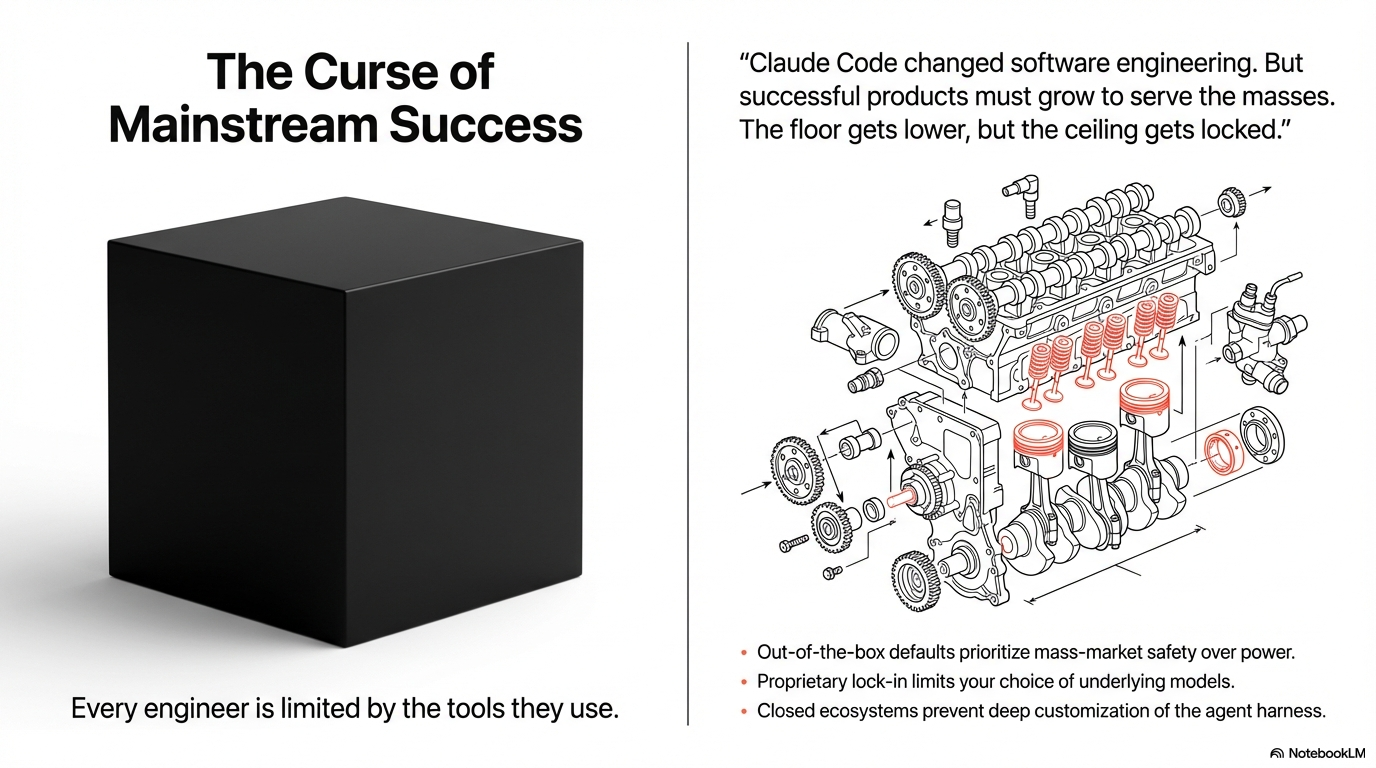 The Curse of
Mainstream Success
Every engineer is limited by the tools they use.
“Claude Code changed software engineering. But
successful products must grow to serve the masses.
The floor gets lower, but the ceiling gets locked.”
• Out-of-the-box defaults prioritize mass-market safety over power.
• Proprietary lock-in limits your choice of underlying models.
• Closed ecosystems prevent deep customization of the agent harness.
NotebookLM